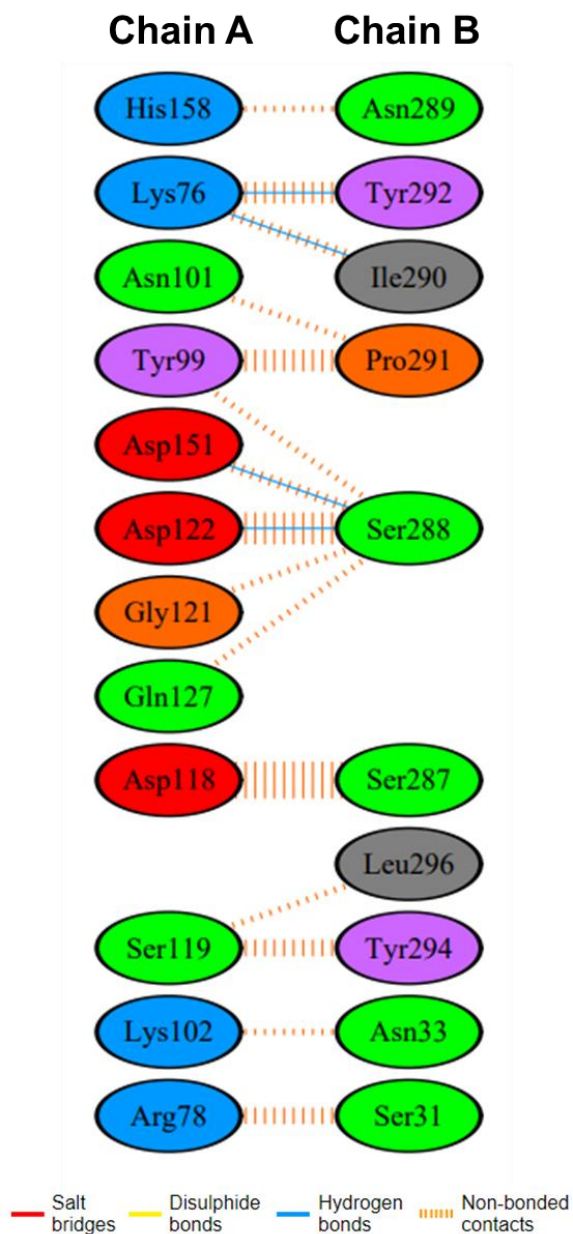 Chain A Chain B
His158 Asn289
Lys76 Tyr292
Asn101 Ile290
Tyr99 Pro291
Asp151
Asp122 Ser288
Gly121
Gln127
Asp118 Ser287
Leu296
Ser119 Tyr294
Lys102 Asn33
Arg78 Ser31
Salt bridges Disulphide bonds Hydrogen bonds Non-bonded contacts